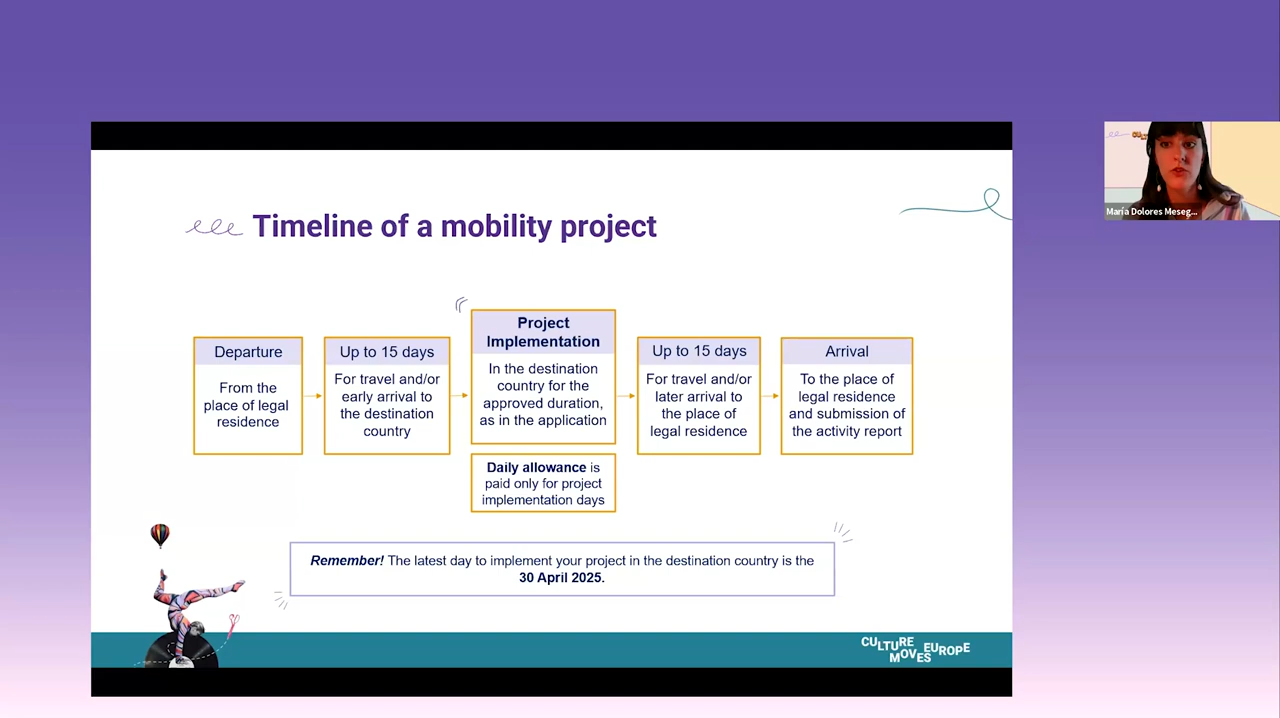 Timeline of a mobility project
Departure
From the
place of legal
residence
Up to 15 days
For travel and/or
early arrival to
the destination
country
Project
Implementation
In the destination
country for the
approved duration,
as in the application
Daily allowance is
paid only for project
implementation days
Up to 15 days
For travel and/or
later arrival to
the place of
legal residence
Arrival
To the place of
legal residence
and submission of
the activity report
Remember! The latest day to implement your project in the destination country is the
30 April 2025.
CULTURE
MOVES EUROPE
María Dolores Meseg...